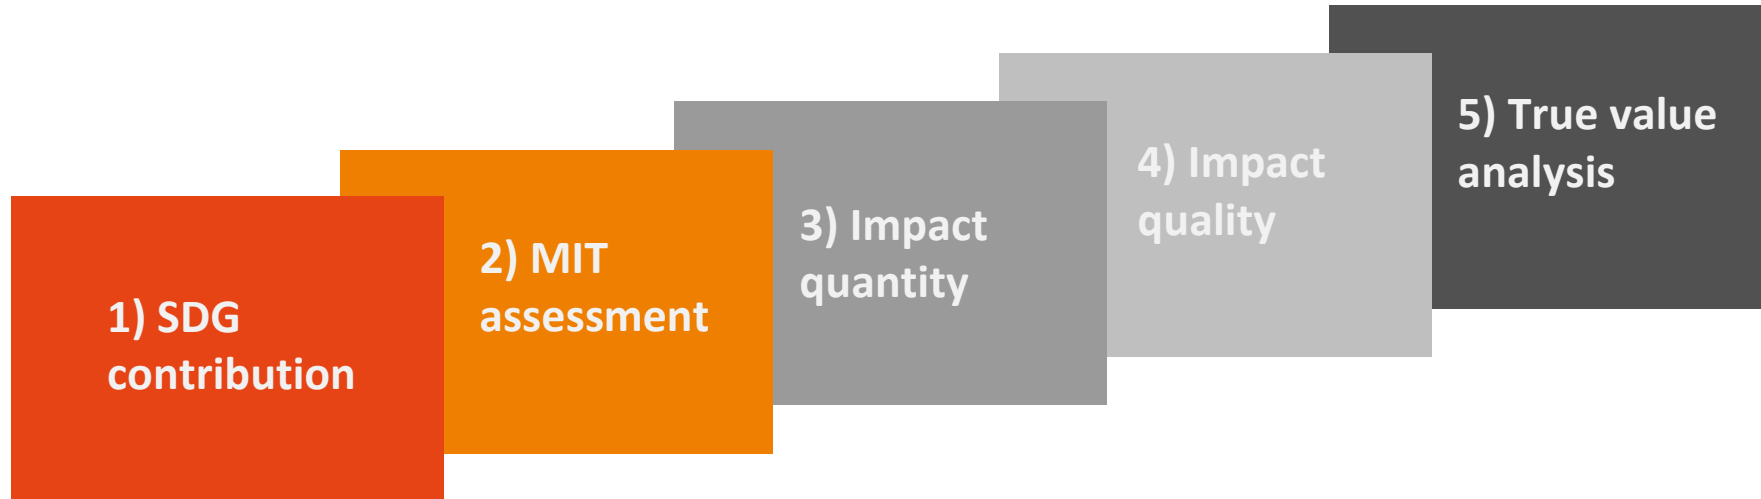 1) SDG
contribution
2) MIT
assessment
3) Impact
quantity
4) Impact
quality
5) True value
analysis